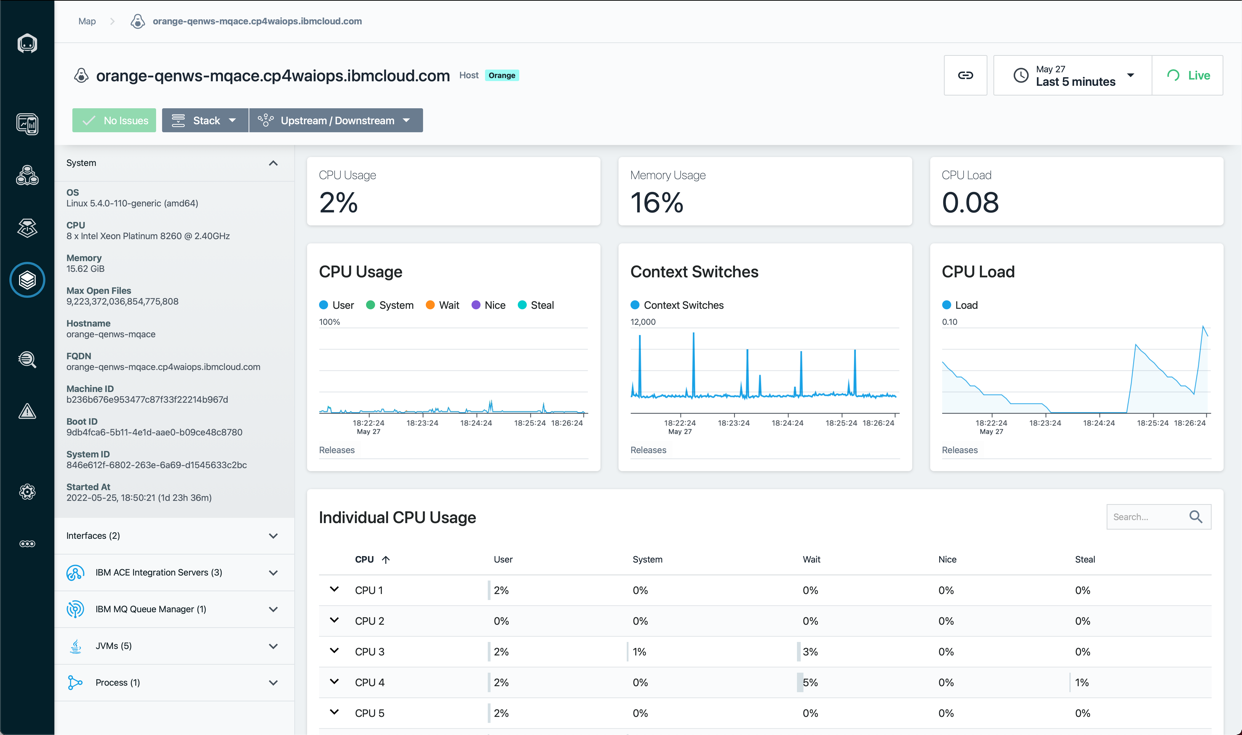 Map
orange-qenws-mqace.cp4waiops.ibmcloud.com
orange-qenws-mqace.cp4waiops.ibmcloud.com Host Orange
May 27
Last 5 minutes
Live
No Issues
Stack
Upstream / Downstream
System
OS
Linux 5.4.0-110-generic (amd64)
CPU
8 x Intel Xeon Platinum 8260 @ 2.40GHz
Memory
15.62 GiB
Max Open Files
9,223,372,036,854,775,808
Hostname
orange-qenws-mqace
FQDN
orange-qenws-mqace.cp4waiops.ibmcloud.com
Machine ID
b236b676e953477c87f33f22214b967d
Boot ID
9db4fca6-5b11-4e1d-aae0-b09ce48c8780
System ID
846e612f-6802-263e-6a69-d1545633c2bc
Started At
2022-05-25, 18:50:21 (1d 23h 36m)
Interfaces (2)
IBM ACE Integration Servers (3)
IBM MQ Queue Manager (1)
JVMs (5)
Process (1)
CPU Usage
2%
Memory Usage
16%
CPU Load
0.08
CPU Usage
User System Wait Nice Steal
100%
18:22:24 18:23:24 18:24:24 18:25:24 18:26:24
May 27
Releases
Context Switches
Context Switches
12,000
18:22:24 18:23:24 18:24:24 18:25:24 18:26:24
May 27
Releases
CPU Load
Load
0.10
18:22:24 18:23:24 18:24:24 18:25:24 18:26:24
May 27
Releases
Individual CPU Usage
Search...
CPU User System Wait Nice Steal
CPU 1 2% 0% 0% 0% 0%
CPU 2 0% 0% 0% 0% 0%
CPU 3 2% 1% 3% 0% 0%
CPU 4 2% 0% 5% 0% 1%
CPU 5 2% 0% 0% 0% 0%